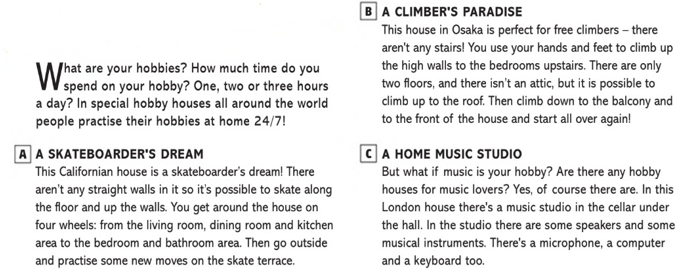 What are your hobbies? How much time do you
spend on your hobby? One, two or three hours
a day? In special hobby houses all around the world
people practise their hobbies at home 24/7!
A A SKATEBOARDER'S DREAM
This Californian house is a skateboarder's dream! There
aren't any straight walls in it so it's possible to skate along
the floor and up the walls. You get around the house on
four wheels: from the living room, dining room and kitchen
area to the bedroom and bathroom area. Then go outside
and practise some new moves on the skate terrace.
B A CLIMBER'S PARADISE
This house in Osaka is perfect for free climbers – there
aren't any stairs! You use your hands and feet to climb up
the high walls to the bedrooms upstairs. There are only
two floors, and there isn't an attic, but it is possible to
climb up to the roof. Then climb down to the balcony and
to the front of the house and start all over again!
C A HOME MUSIC STUDIO
But what if music is your hobby? Are there any hobby
houses for music lovers? Yes, of course there are. In this
London house there's a music studio in the cellar under
the hall. In the studio there are some speakers and some
musical instruments. There's a microphone, a computer
and a keyboard too.